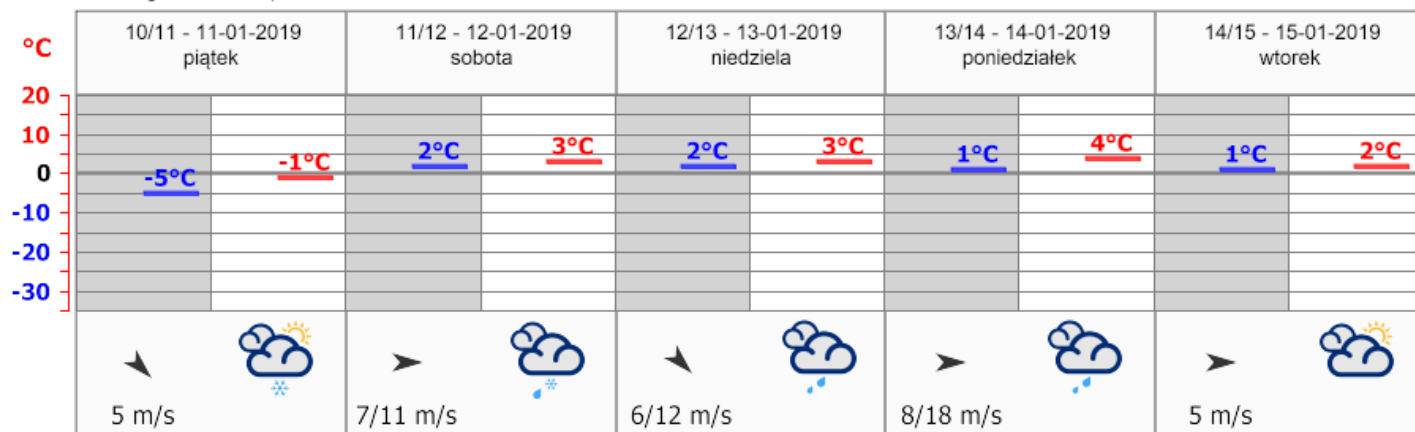 10/11 - 11-01-2019
piątek
11/12 - 12-01-2019
sobota
12/13 - 13-01-2019
niedziela
13/14 - 14-01-2019
poniedziałek
14/15 - 15-01-2019
wtorek
°C
20
10
0
-10
-20
-30
-5°C
-1°C
2°C
3°C
2°C
3°C
1°C
4°C
1°C
2°C
5 m/s
7/11 m/s
6/12 m/s
8/18 m/s
5 m/s